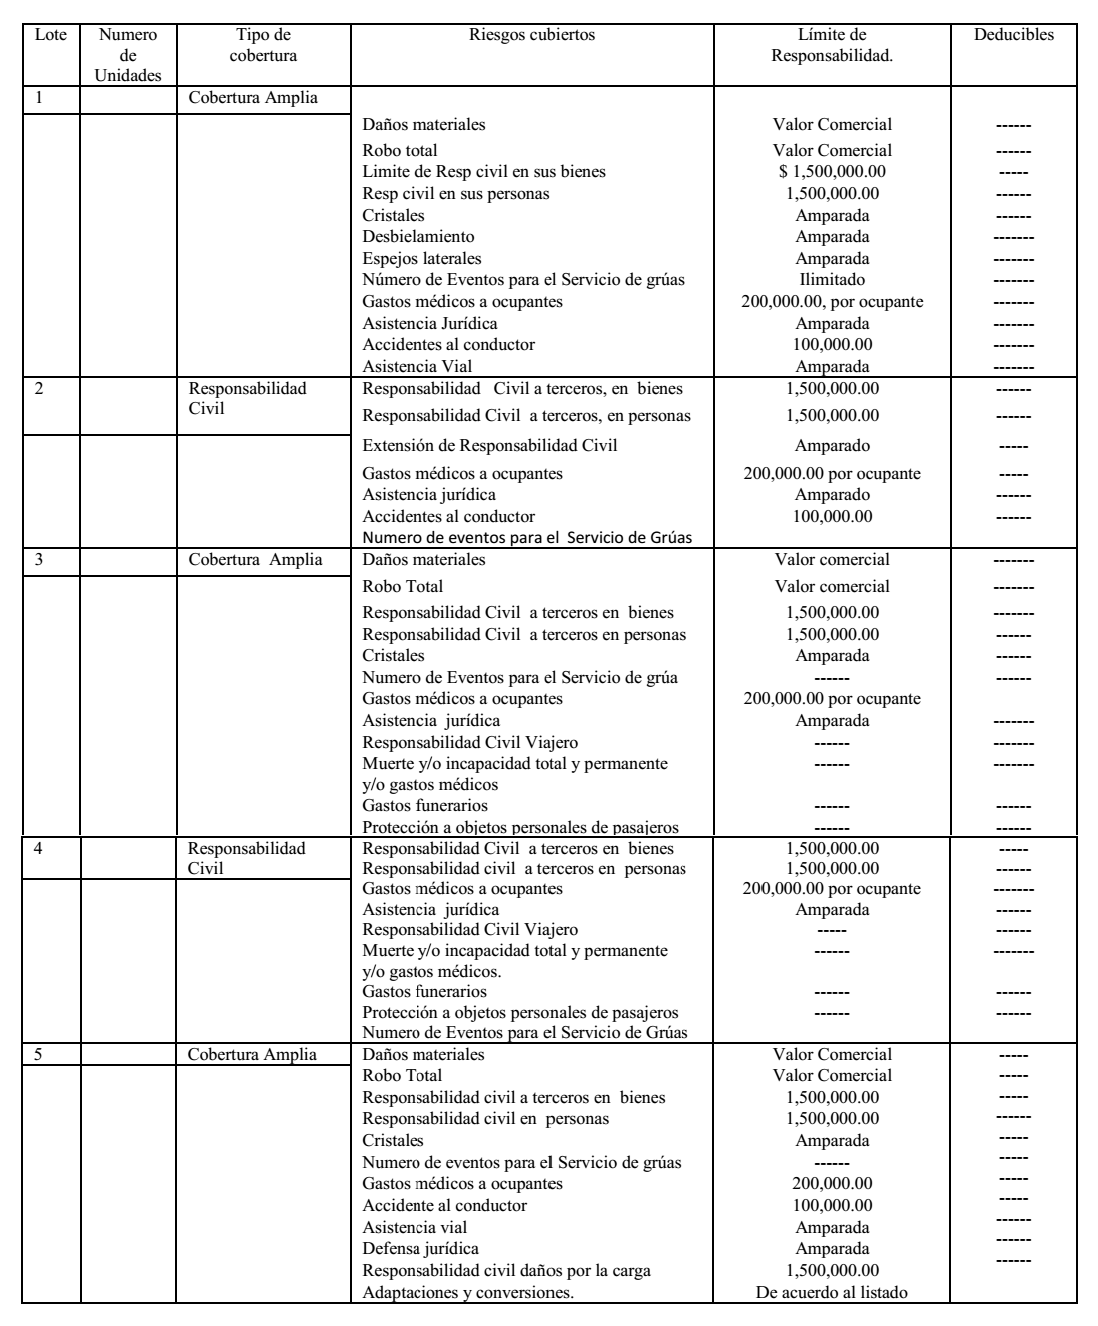 Lote Numero de Unidades Tipo de cobertura Riesgos cubiertos Límite de Responsabilidad. Deducibles
1 Cobertura Amplia
Daños materiales Valor Comercial ------
Robo total Valor Comercial ------
Limite de Resp civil en sus bienes $ 1,500,000.00 -----
Resp civil en sus personas 1,500,000.00 ------
Cristales Amparada ------
Desbielamiento Amparada -------
Espejos laterales Amparada -------
Número de Eventos para el Servicio de grúas Ilimitado -------
Gastos médicos a ocupantes 200,000.00, por ocupante -------
Asistencia Jurídica Amparada -------
Accidentes al conductor 100,000.00 -------
Asistencia Vial Amparada -------
2 Responsabilidad Civil Responsabilidad Civil a terceros, en bienes 1,500,000.00 ------
Responsabilidad Civil a terceros, en personas 1,500,000.00 ------
Extensión de Responsabilidad Civil Amparado -----
Gastos médicos a ocupantes 200,000.00 por ocupante -----
Asistencia jurídica Amparado ------
Accidentes al conductor 100,000.00 ------
Numero de eventos para el Servicio de Grúas
3 Cobertura Amplia Daños materiales Valor comercial -------
Robo Total Valor comercial -------
Responsabilidad Civil a terceros en bienes 1,500,000.00 -------
Responsabilidad Civil a terceros en personas 1,500,000.00 ------
Cristales Amparada ------
Numero de Eventos para el Servicio de grúa ------ ------
Gastos médicos a ocupantes 200,000.00 por ocupante
Asistencia jurídica Amparada -------
Responsabilidad Civil Viajero ------ -------
Muerte y/o incapacidad total y permanente ------ -------
y/o gastos médicos
Gastos funerarios ------ ------
Protección a objetos personales de pasajeros ------ ------
4 Responsabilidad Civil Responsabilidad Civil a terceros en bienes 1,500,000.00 -----
Responsabilidad civil a terceros en personas 1,500,000.00 ------
Gastos médicos a ocupantes 200,000.00 por ocupante -------
Asistencia jurídica Amparada ------
Responsabilidad Civil Viajero ----- ------
Muerte y/o incapacidad total y permanente ------ -------
y/o gastos médicos.
Gastos funerarios ------ ------
Protección a objetos personales de pasajeros ------ ------
Numero de Eventos para el Servicio de Grúas
5 Cobertura Amplia Daños materiales Valor Comercial -----
Robo Total Valor Comercial -----
Responsabilidad civil a terceros en bienes 1,500,000.00 -----
Responsabilidad civil en personas 1,500,000.00 ------
Cristales Amparada -----
Numero de eventos para el Servicio de grúas ------ -----
Gastos médicos a ocupantes 200,000.00 -----
Accidente al conductor 100,000.00 -----
Asistencia vial Amparada ------
Defensa jurídica Amparada ------
Responsabilidad civil daños por la carga 1,500,000.00 ------
Adaptaciones y conversiones. De acuerdo al listado